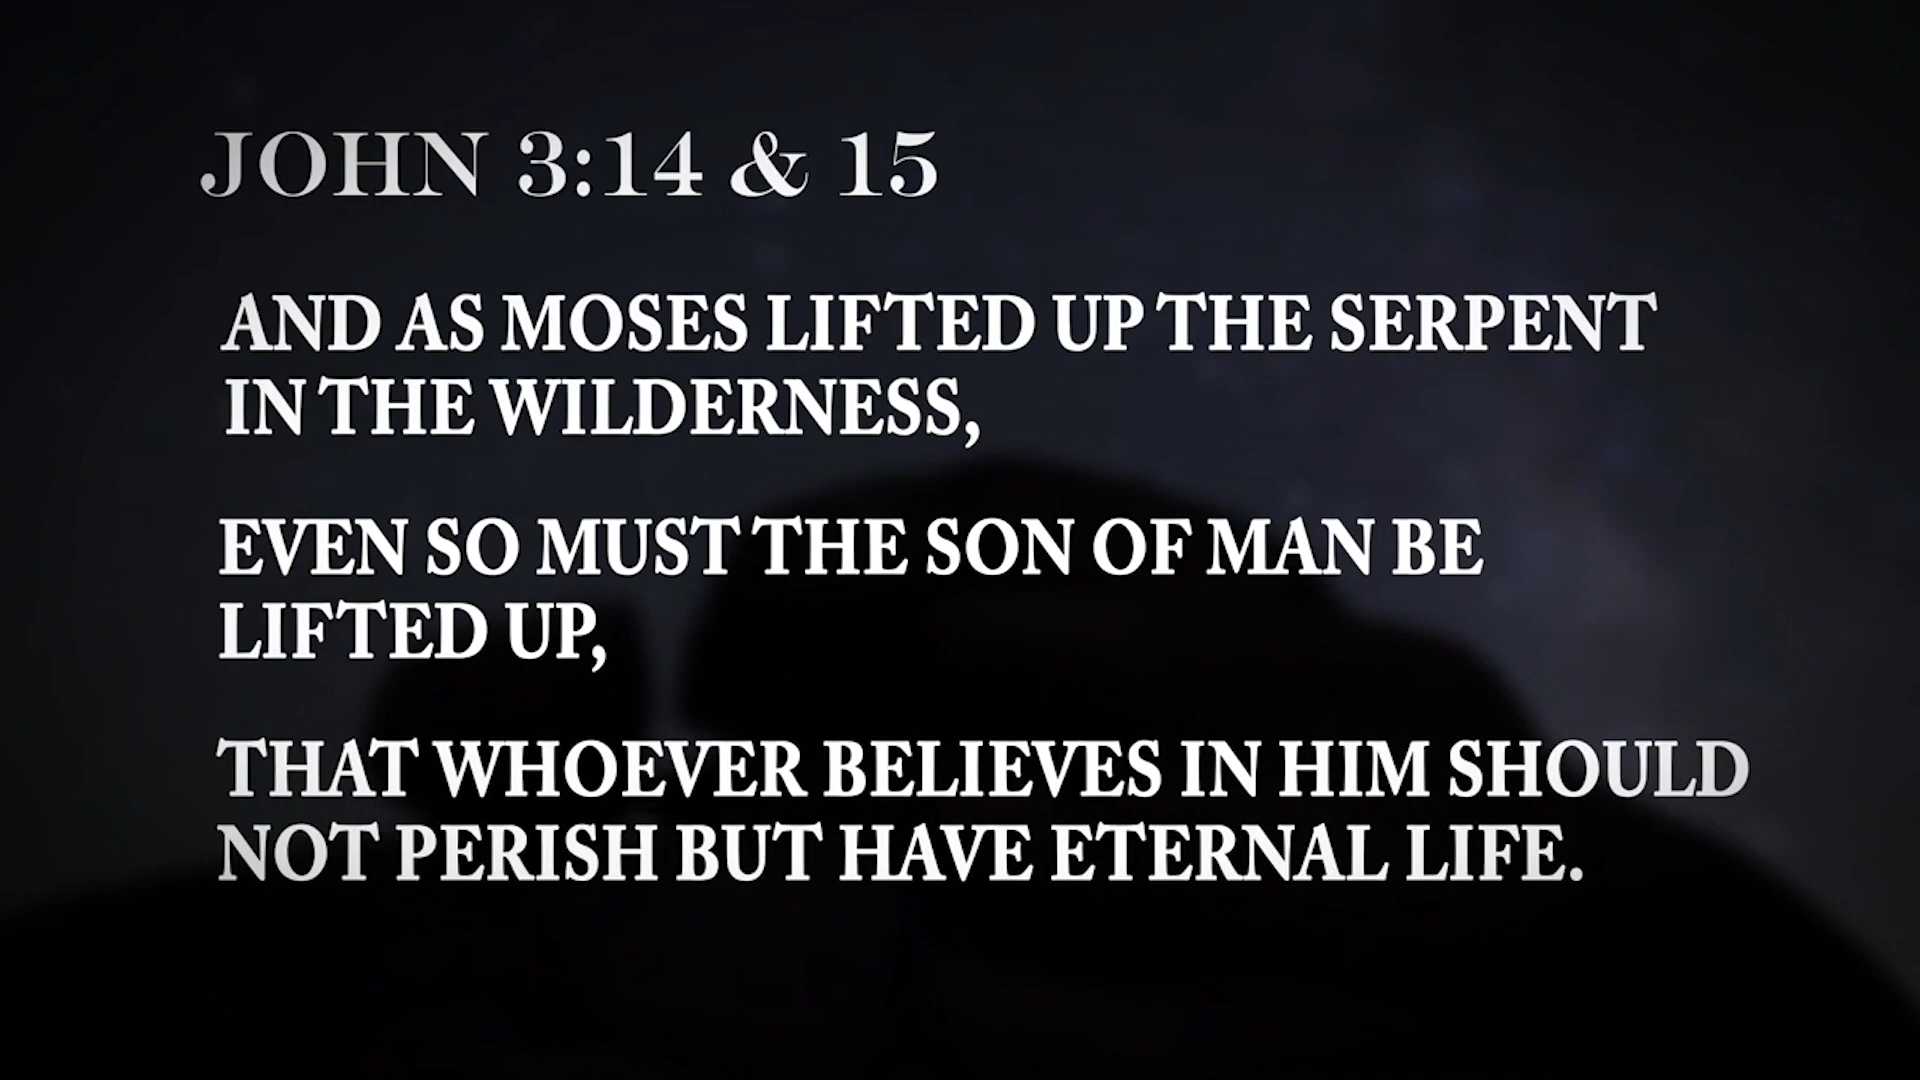 JOHN 3:14 & 15
AND AS MOSES LIFTED UP THE SERPENT
IN THE WILDERNESS,
EVEN SO MUST THE SON OF MAN BE
LIFTED UP,
THAT WHOEVER BELIEVES IN HIM SHOULD
NOT PERISH BUT HAVE ETERNAL LIFE.